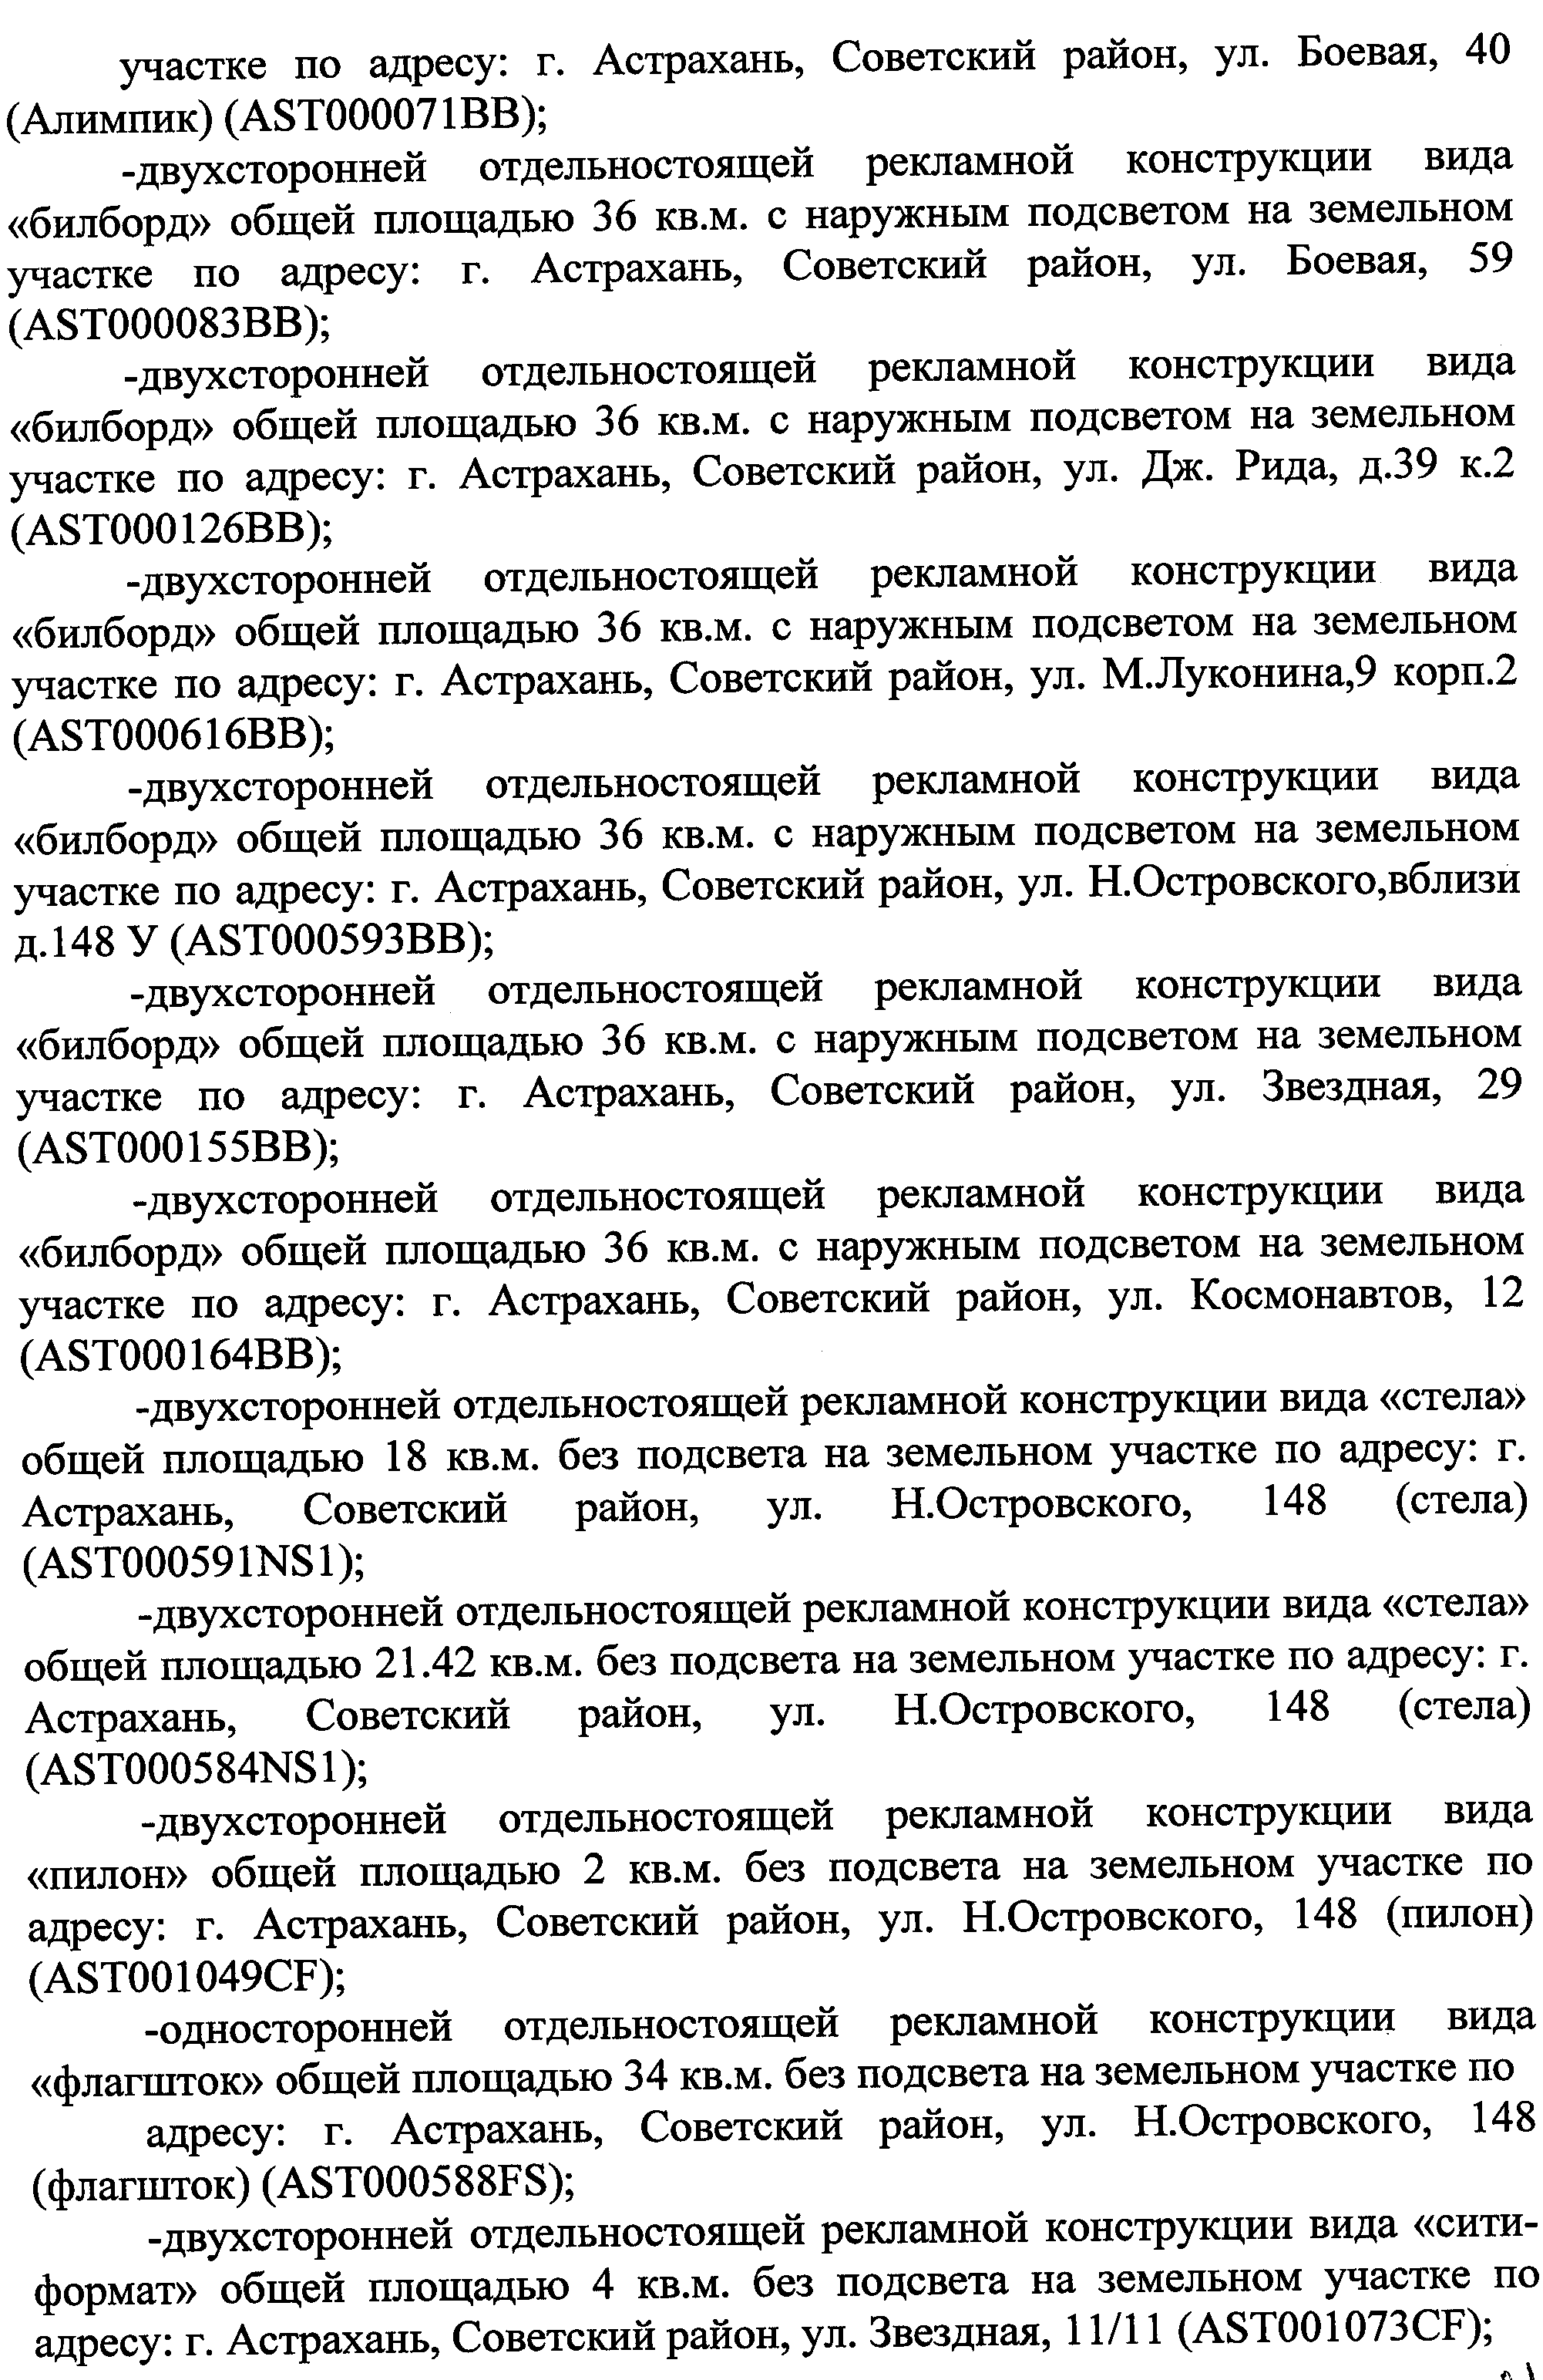 участке по адресу: г. Астрахань, Советский район, ул. Боевая, 40
(Алимпик) (AST000071BB);
-двухсторонней отдельностоящей рекламной конструкции вида
«билборд» общей площадью 36 кв.м. с наружным подсветом на земельном
участке по адресу: г. Астрахань, Советский район, ул. Боевая, 59
(AST000083BB);
-двухсторонней отдельностоящей рекламной конструкции вида
«билборд» общей площадью 36 кв.м. с наружным подсветом на земельном
участке по адресу: г. Астрахань, Советский район, ул. Дж. Рида, д.39 к.2
(AST000126BB);
-двухсторонней отдельностоящей рекламной конструкции вида
«билборд» общей площадью 36 кв.м. с наружным подсветом на земельном
участке по адресу: г. Астрахань, Советский район, ул. М.Луконина,9 корп.2
(AST000616BB);
-двухсторонней отдельностоящей рекламной конструкции вида
«билборд» общей площадью 36 кв.м. с наружным подсветом на земельном
участке по адресу: г. Астрахань, Советский район, ул. Н.Островского,вблизи
д.148 У (AST000593BB);
-двухсторонней отдельностоящей рекламной конструкции вида
«билборд» общей площадью 36 кв.м. с наружным подсветом на земельном
участке по адресу: г. Астрахань, Советский район, ул. Звездная, 29
(AST000155BB);
-двухсторонней отдельностоящей рекламной конструкции вида
«билборд» общей площадью 36 кв.м. с наружным подсветом на земельном
участке по адресу: г. Астрахань, Советский район, ул. Космонавтов, 12
(AST000164BB);
-двухсторонней отдельностоящей рекламной конструкции вида «стела»
общей площадью 18 кв.м. без подсвета на земельном участке по адресу: г.
Астрахань, Советский район, ул. Н.Островского, 148 (стела)
(AST000591NS1);
-двухсторонней отдельностоящей рекламной конструкции вида «стела»
общей площадью 21.42 кв.м. без подсвета на земельном участке по адресу: г.
Астрахань, Советский район, ул. Н.Островского, 148 (стела)
(AST000584NS1);
-двухсторонней отдельностоящей рекламной конструкции вида
«пилон» общей площадью 2 кв.м. без подсвета на земельном участке по
адресу: г. Астрахань, Советский район, ул. Н.Островского, 148 (пилон)
(AST001049CF);
-односторонней отдельностоящей рекламной конструкции вида
«флагшток» общей площадью 34 кв.м. без подсвета на земельном участке по
адресу: г. Астрахань, Советский район, ул. Н.Островского, 148
(флагшток) (AST000588FS);
-двухсторонней отдельностоящей рекламной конструкции вида «сити-
формат» общей площадью 4 кв.м. без подсвета на земельном участке по
адресу: г. Астрахань, Советский район, ул. Звездная, 11/11 (AST001073CF);